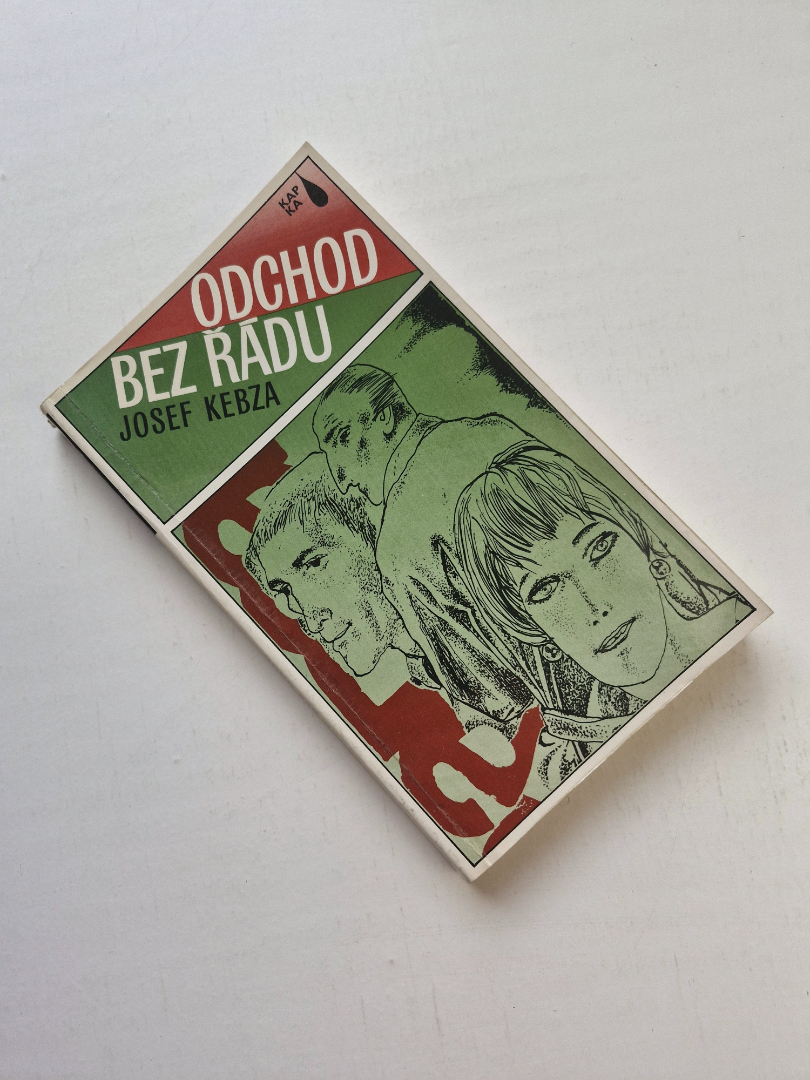 KAP
KA
ODCHOD
BEZ ŘÁDU
JOSEF KEBZA